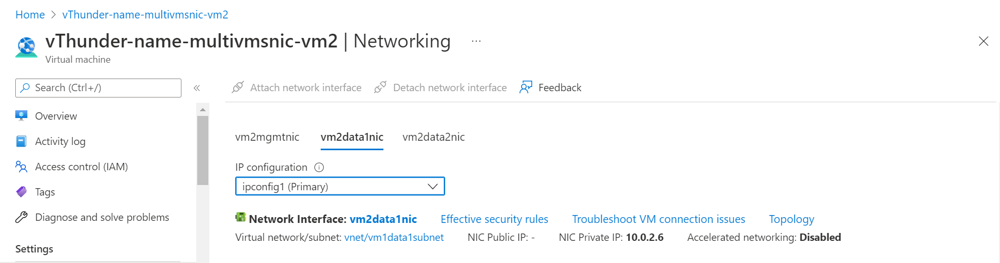 Home > vThunder-name-multivmsnic-vm2
vThunder-name-multivmsnic-vm2 | Networking ...
Virtual machine
Search (Ctrl+/) «
Attach network interface Detach network interface Feedback
Overview
Activity log
Access control (IAM)
Tags
Diagnose and solve problems
Settings
vm2mgmtnic vm2data1nic vm2data2nic
IP configuration
ipconfig1 (Primary)
Network Interface: vm2data1nic Effective security rules Troubleshoot VM connection issues Topology
Virtual network/subnet: vnet/vm1data1subnet NIC Public IP: - NIC Private IP: 10.0.2.6 Accelerated networking: Disabled